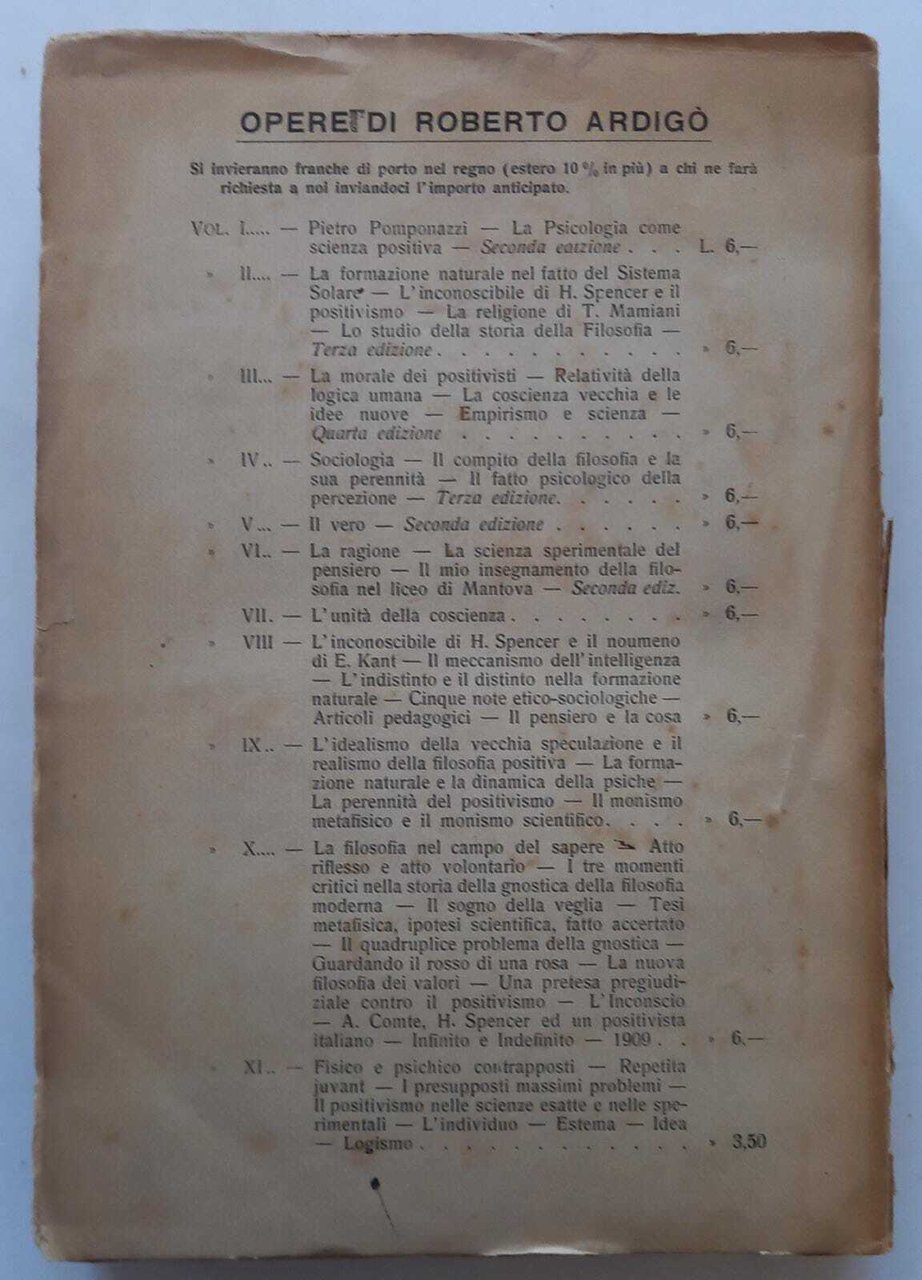 OPERE DI ROBERTO ARDIGÒ
Si invieranno franche di porto nel regno (estero 10 % in più) a chi ne farà
richiesta a noi inviandoci l'importo anticipato.
VOL. I..... — Pietro Pomponazzi — La Psicologia come
scienza positiva — Seconda edizione . . . L. 6,—
» II.... — La formazione naturale nel fatto del Sistema
Solare — L'inconoscibile di H. Spencer e il
positivismo — La religione di T. Mamiani
— Lo studio della storia della Filosofia —
Terza edizione . . . . . . . . . . . » 6,—
» III... — La morale dei positivisti — Relatività della
logica umana — La coscienza vecchia e le
idee nuove — Empirismo e scienza —
Quarta edizione . . . . . . . . . . » 6,—
» IV.. — Sociologia — Il compito della filosofia e la
sua perennità — Il fatto psicologico della
percezione — Terza edizione. . . . . . » 6,—
» V... — Il vero — Seconda edizione . . . . . . » 6,—
» VI.. — La ragione — La scienza sperimentale del
pensiero — Il mio insegnamento della filo-
sofia nel liceo di Mantova — Seconda ediz. » 6,—
VII. — L'unità della coscienza . . . . . . . . » 6,—
» VIII — L'inconoscibile di H. Spencer e il noumeno
di E. Kant — Il meccanismo dell'intelligenza
— L'indistinto e il distinto nella formazione
naturale — Cinque note etico-sociologiche —
Articoli pedagogici — Il pensiero e la cosa » 6,—
» IX.. — L'idealismo della vecchia speculazione e il
realismo della filosofia positiva — La forma-
zione naturale e la dinamica della psiche —
La perennità del positivismo — Il monismo
metafisico e il monismo scientifico. . . . . » 6,—
» X.... — La filosofia nel campo del sapere — Atto
riflesso e atto volontario — I tre momenti
critici nella storia della gnostica della filosofia
moderna — Il sogno della veglia — Tesi
metafisica, ipotesi scientifica, fatto accertato
— Il quadruplice problema della gnostica —
Guardando il rosso di una rosa — La nuova
filosofia dei valori — Una pretesa pregiudi-
ziale contro il positivismo — L'Inconscio
— A. Comte, H. Spencer ed un positivista
italiano — Infinito e Indefinito — 1909 . . » 6,—
» XI.. — Fisico e psichico contrapposti — Repetita
juvant — I presupposti massimi problemi —
Il positivismo nelle scienze esatte e nelle spe-
rimentali — L'individuo — Estema — Idea
— Logismo . . . . . . . . . . . . » 3,50